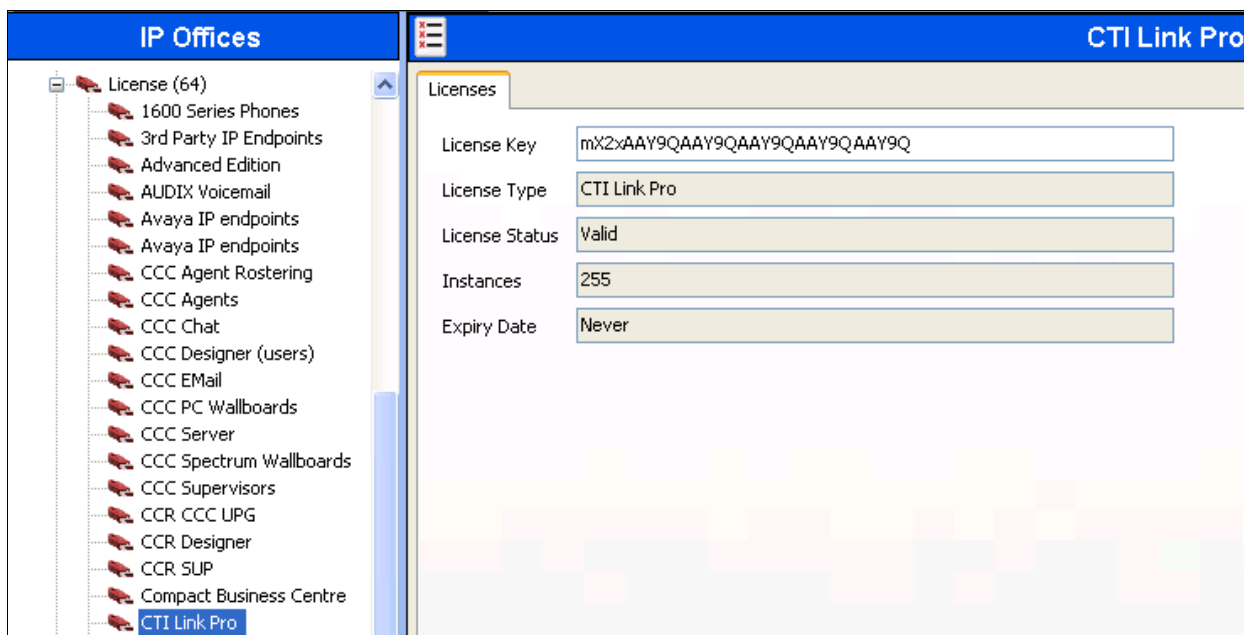 IP Offices
License (64)
1600 Series Phones
3rd Party IP Endpoints
Advanced Edition
AUDIX Voicemail
Avaya IP endpoints
Avaya IP endpoints
CCC Agent Rostering
CCC Agents
CCC Chat
CCC Designer (users)
CCC EMail
CCC PC Wallboards
CCC Server
CCC Spectrum Wallboards
CCC Supervisors
CCR CCC UPG
CCR Designer
CCR SUP
Compact Business Centre
CTI Link Pro
CTI Link Pro
Licenses
License Key mX2xAAY9QAAY9QAAY9QAAY9QAAY9Q
License Type CTI Link Pro
License Status Valid
Instances 255
Expiry Date Never